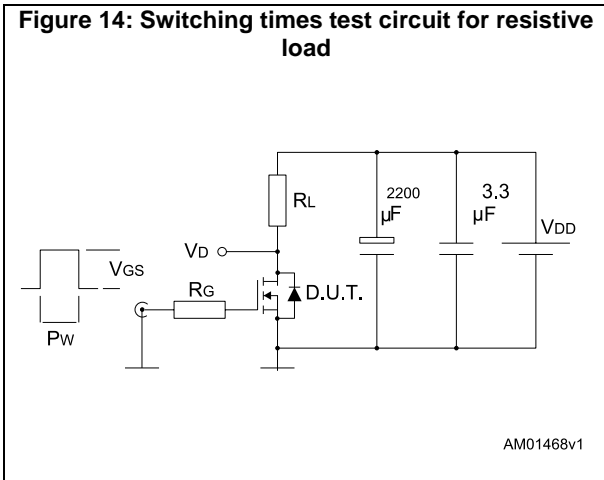 Figure 14: Switching times test circuit for resistive
load
RL
2200
μF
3.3
μF
VDD
VD
VGS
RG
D.U.T.
PW
AM01468v1